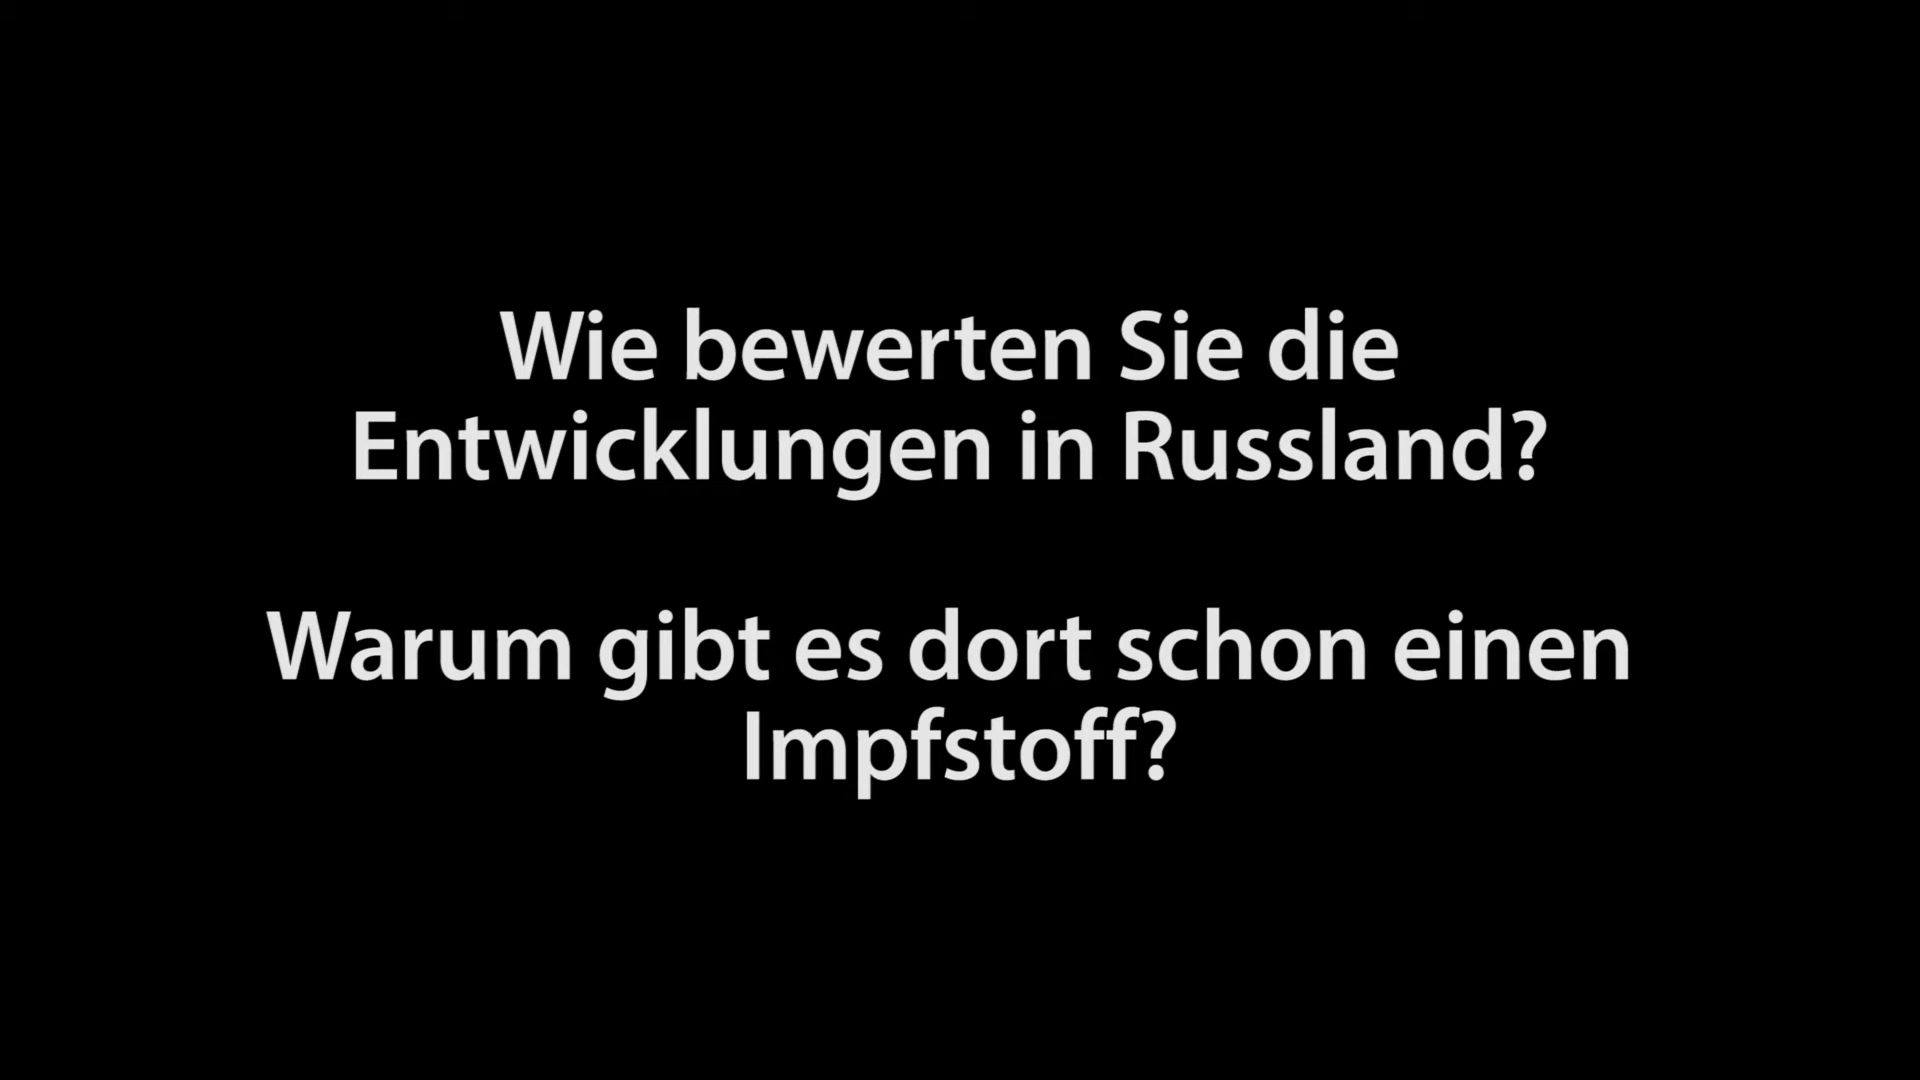 Wie bewerten Sie die
Entwicklungen in Russland?
Warum gibt es dort schon einen
Impfstoff?